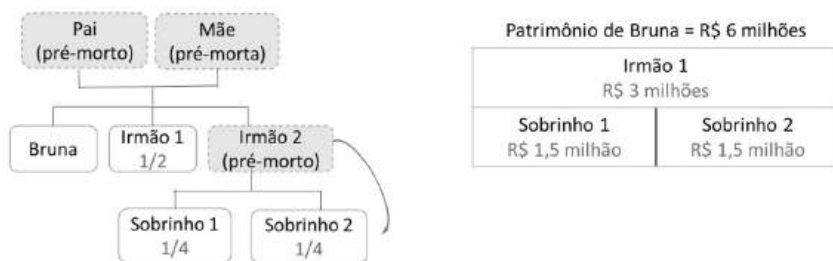 Pai
(pré-morto)
Mãe
(pré-morta)
Bruna
Irmão 1
1/2
Irmão 2
(pré-morto)
Sobrinho 1
1/4
Sobrinho 2
1/4
Patrimônio de Bruna = R$ 6 milhões
Irmão 1
R$ 3 milhões
Sobrinho 1
R$ 1,5 milhão
Sobrinho 2
R$ 1,5 milhão